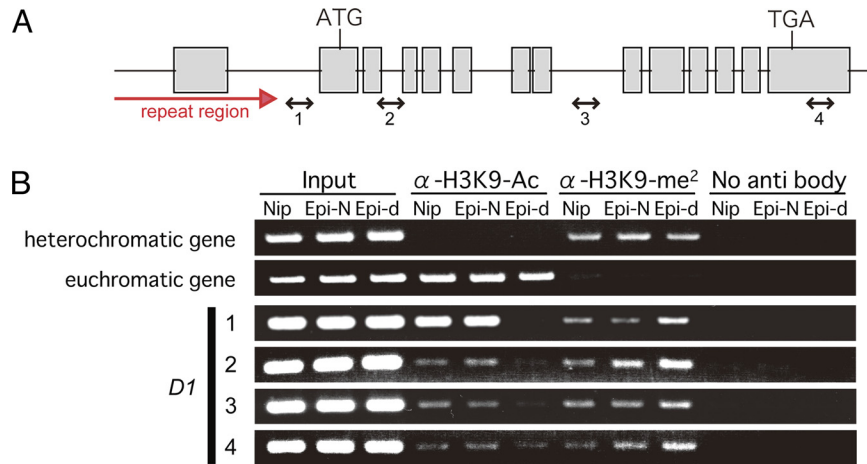 A
ATG
TGA
repeat region
1
2
3
4
B
Input α-H3K9-Ac α-H3K9-me² No anti body
Nip Epi-N Epi-d Nip Epi-N Epi-d Nip Epi-N Epi-d Nip Epi-N Epi-d
heterochromatic gene
euchromatic gene
D1
1
2
3
4